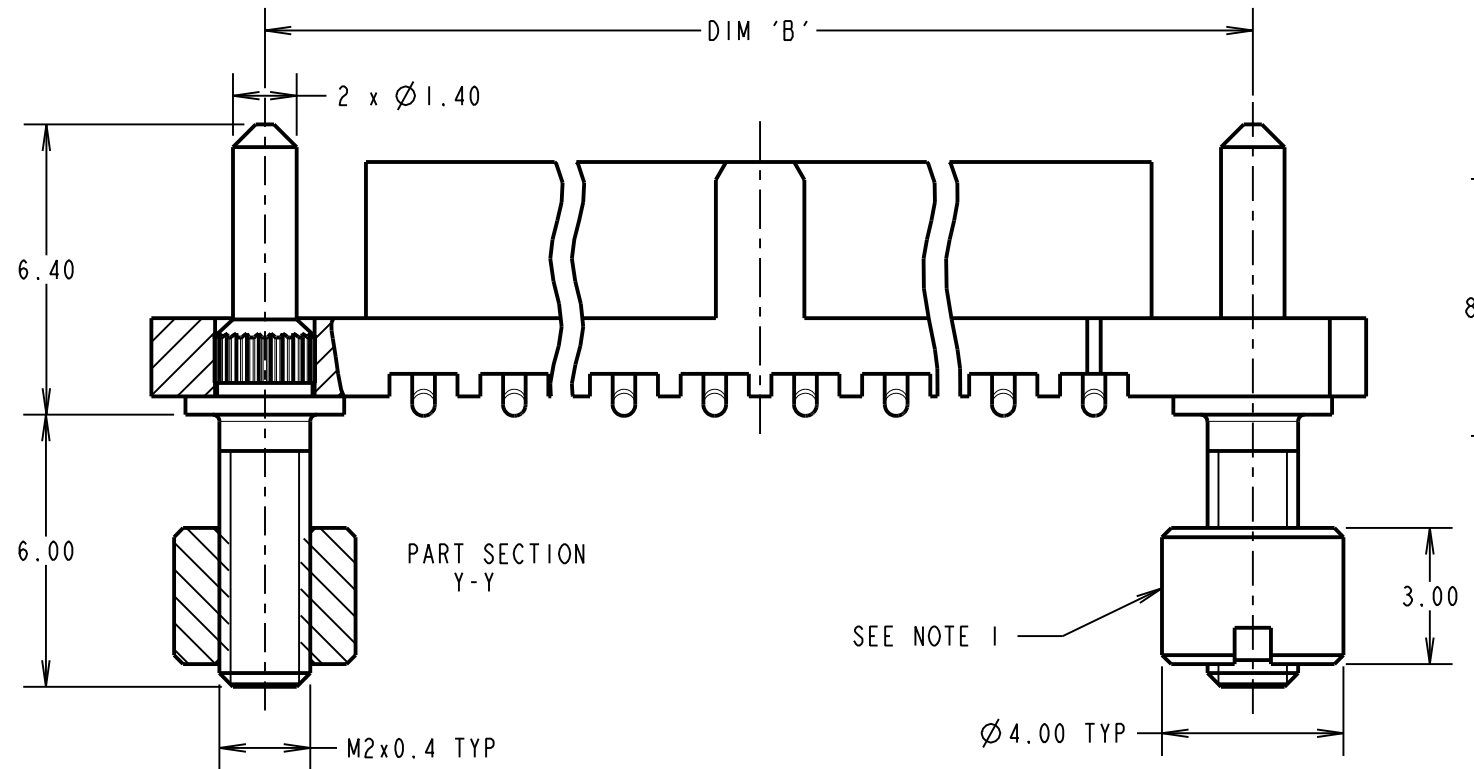 DIM 'B'
2 x Ø1.40
6.40
8
6.00
PART SECTION
Y-Y
3.00
SEE NOTE 1
Ø4.00 TYP
M2x0.4 TYP